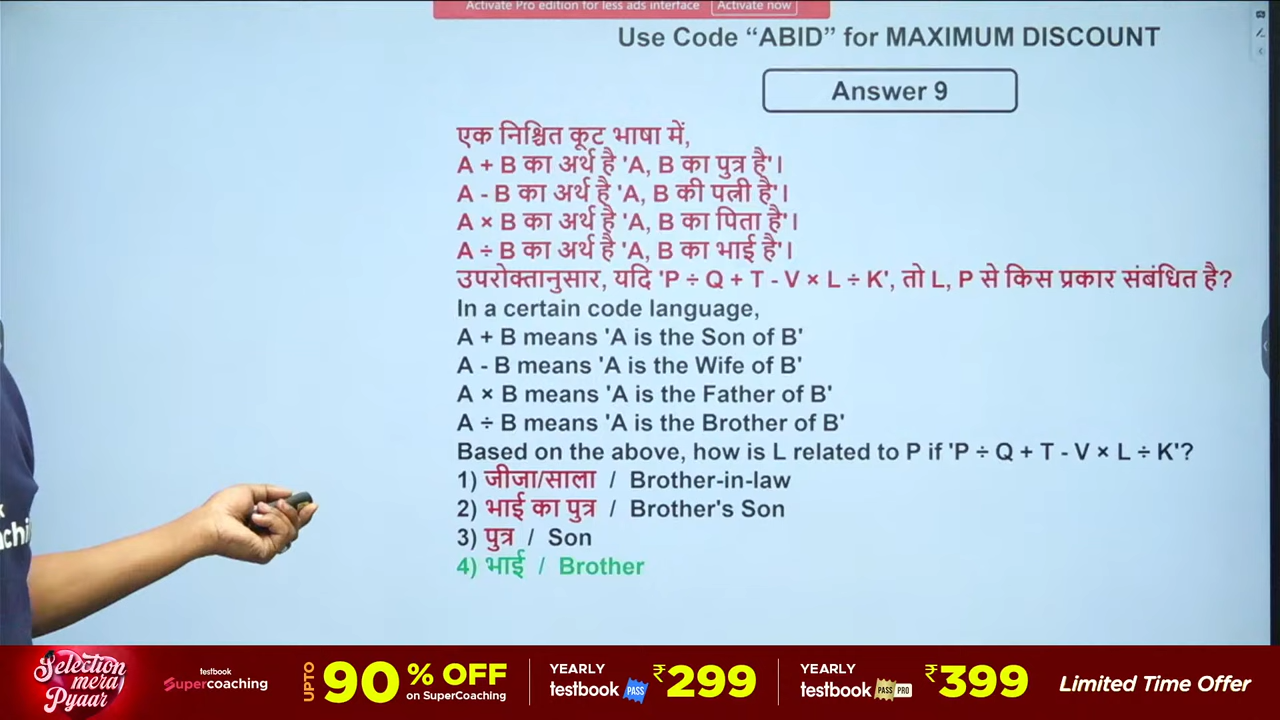 Activate Pro edition for less ads interface Activate now
Use Code “ABID” for MAXIMUM DISCOUNT
Answer 9
एक निश्चित कूट भाषा में,
A + B का अर्थ है 'A, B का पुत्र है'।
A - B का अर्थ है 'A, B की पत्नी है'।
A × B का अर्थ है 'A, B का पिता है'।
A ÷ B का अर्थ है 'A, B का भाई है'।
उपरोक्तानुसार, यदि 'P ÷ Q + T - V × L ÷ K', तो L, P से किस प्रकार संबंधित है?
In a certain code language,
A + B means 'A is the Son of B'
A - B means 'A is the Wife of B'
A × B means 'A is the Father of B'
A ÷ B means 'A is the Brother of B'
Based on the above, how is L related to P if 'P ÷ Q + T - V × L ÷ K'?
1) जीजा/साला / Brother-in-law
2) भाई का पुत्र / Brother's Son
3) पुत्र / Son
4) भाई / Brother
Selection mera Pyaar
testbook
Supercoaching
UPTO 90% OFF on SuperCoaching
YEARLY testbook PASS ₹299
YEARLY testbook PASS PRO ₹399
Limited Time Offer